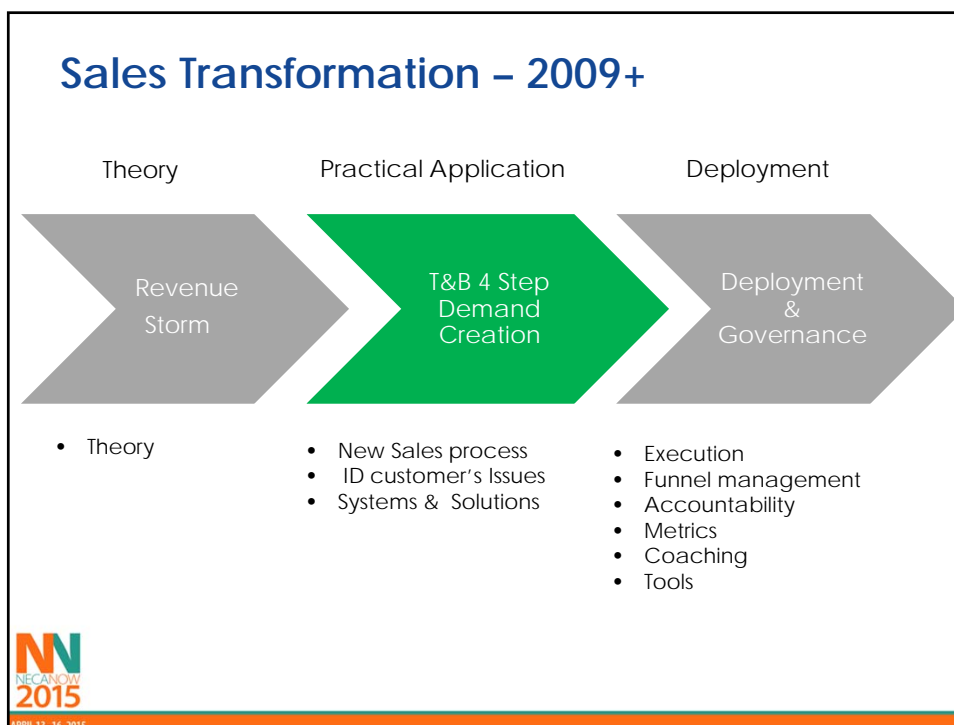 Sales Transformation – 2009+
Theory
Practical Application
Deployment
Revenue
Storm
T&B 4 Step
Demand
Creation
Deployment
&
Governance
• Theory
• New Sales process
• ID customer's Issues
• Systems & Solutions
• Execution
• Funnel management
• Accountability
• Metrics
• Coaching
• Tools
NN
NECANOW
2015